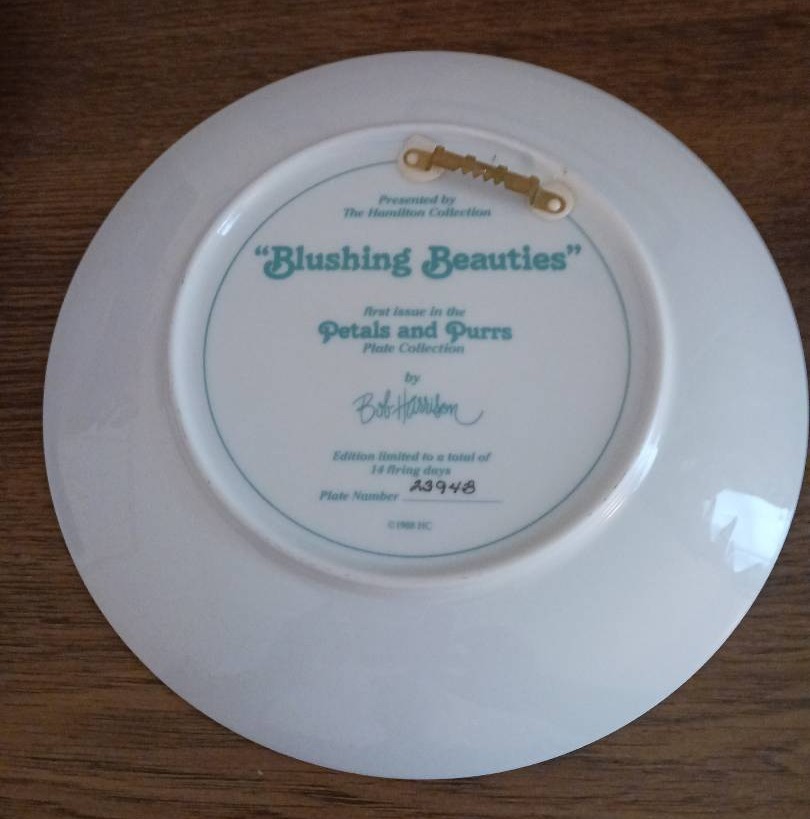 Presented by
The Hamilton Collection
“Blushing Beauties”
first issue in the
Petals and Purrs
Plate Collection
by
Bob Harrison
Edition limited to a total of
14 firing days
Plate Number 23948
©1988 HC